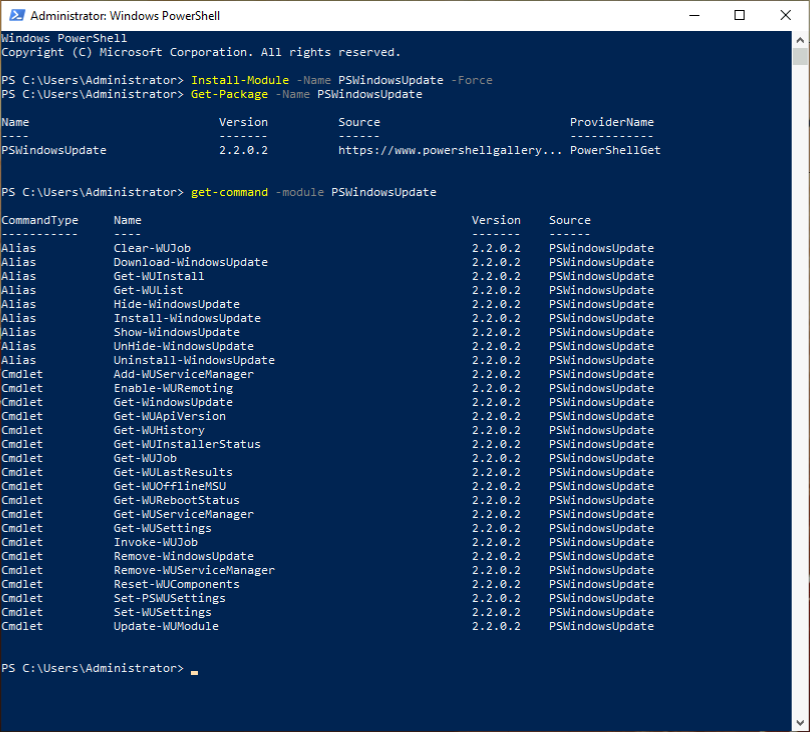 Administrator: Windows PowerShell
Windows PowerShell
Copyright (C) Microsoft Corporation. All rights reserved.
PS C:\Users\Administrator> Install-Module -Name PSWindowsUpdate -Force
PS C:\Users\Administrator> Get-Package -Name PSWindowsUpdate
Name Version Source ProviderName
---- ------- ------ ------------
PSWindowsUpdate 2.2.0.2 https://www.powershellgallery... PowerShellGet
PS C:\Users\Administrator> get-command -module PSWindowsUpdate
CommandType Name Version Source
----------- ---- ------- ------
Alias Clear-WUJob 2.2.0.2 PSWindowsUpdate
Alias Download-WindowsUpdate 2.2.0.2 PSWindowsUpdate
Alias Get-WUInstall 2.2.0.2 PSWindowsUpdate
Alias Get-WUList 2.2.0.2 PSWindowsUpdate
Alias Hide-WindowsUpdate 2.2.0.2 PSWindowsUpdate
Alias Install-WindowsUpdate 2.2.0.2 PSWindowsUpdate
Alias Show-WindowsUpdate 2.2.0.2 PSWindowsUpdate
Alias UnHide-WindowsUpdate 2.2.0.2 PSWindowsUpdate
Alias Uninstall-WindowsUpdate 2.2.0.2 PSWindowsUpdate
Cmdlet Add-WUServiceManager 2.2.0.2 PSWindowsUpdate
Cmdlet Enable-WURemoting 2.2.0.2 PSWindowsUpdate
Cmdlet Get-WindowsUpdate 2.2.0.2 PSWindowsUpdate
Cmdlet Get-WUApiVersion 2.2.0.2 PSWindowsUpdate
Cmdlet Get-WUHistory 2.2.0.2 PSWindowsUpdate
Cmdlet Get-WUInstallerStatus 2.2.0.2 PSWindowsUpdate
Cmdlet Get-WUJob 2.2.0.2 PSWindowsUpdate
Cmdlet Get-WULastResults 2.2.0.2 PSWindowsUpdate
Cmdlet Get-WUOfflineMSU 2.2.0.2 PSWindowsUpdate
Cmdlet Get-WURebootStatus 2.2.0.2 PSWindowsUpdate
Cmdlet Get-WUServiceManager 2.2.0.2 PSWindowsUpdate
Cmdlet Get-WUSettings 2.2.0.2 PSWindowsUpdate
Cmdlet Invoke-WUJob 2.2.0.2 PSWindowsUpdate
Cmdlet Remove-WindowsUpdate 2.2.0.2 PSWindowsUpdate
Cmdlet Remove-WUServiceManager 2.2.0.2 PSWindowsUpdate
Cmdlet Reset-WUComponents 2.2.0.2 PSWindowsUpdate
Cmdlet Set-PSWUSettings 2.2.0.2 PSWindowsUpdate
Cmdlet Set-WUSettings 2.2.0.2 PSWindowsUpdate
Cmdlet Update-WUModule 2.2.0.2 PSWindowsUpdate
PS C:\Users\Administrator>